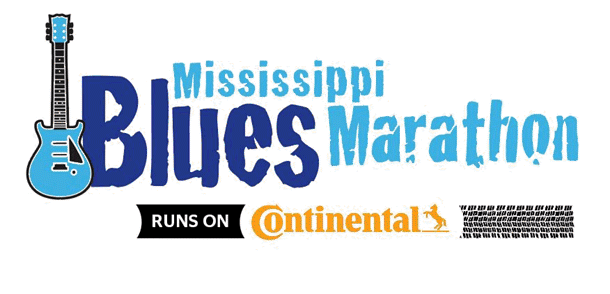 Mississippi
Blues Marathon
RUNS ON Continental